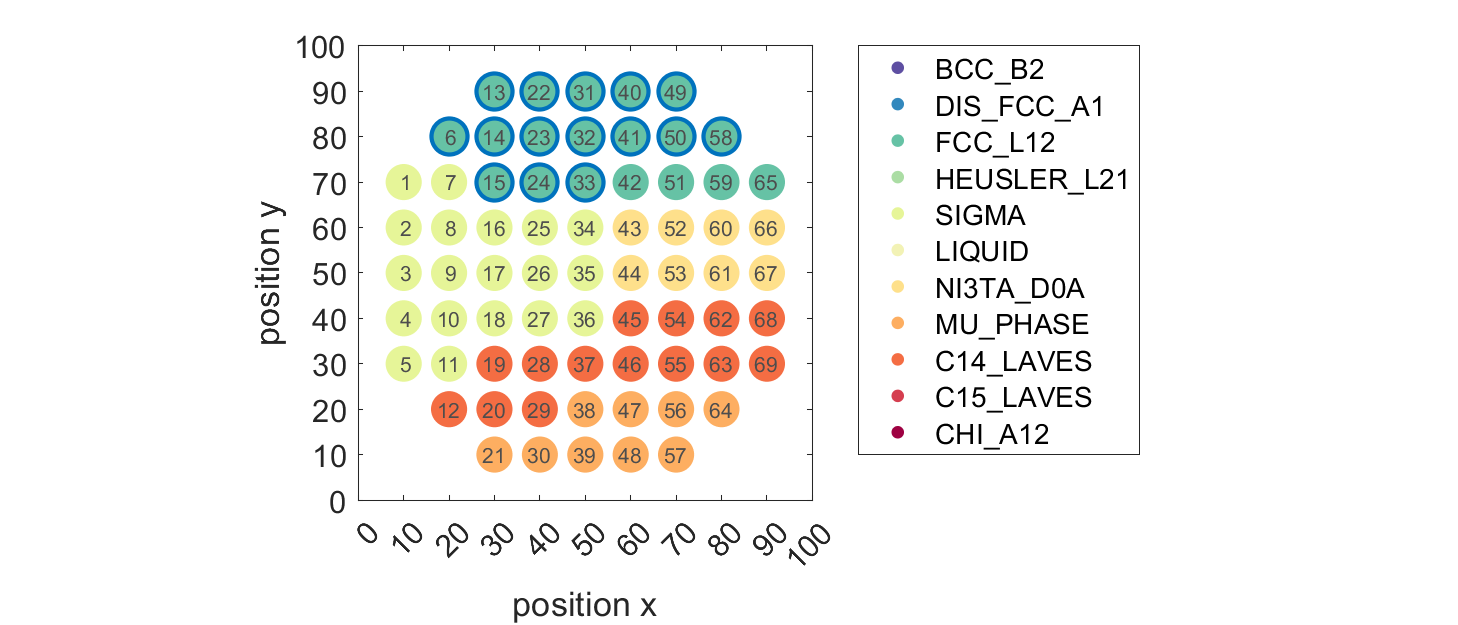 100
90
80
70
60
50
40
30
20
10
0
13 22 31 40 49
6 14 23 32 41 50 58
1 7 15 24 33 42 51 59 65
2 8 16 25 34 43 52 60 66
3 9 17 26 35 44 53 61 67
4 10 18 27 36 45 54 62 68
5 11 19 28 37 46 55 63 69
12 20 29 38 47 56 64
21 30 39 48 57
0 10 20 30 40 50 60 70 80 90 100
position x
position y
BCC_B2
DIS_FCC_A1
FCC_L12
HEUSLER_L21
SIGMA
LIQUID
NI3TA_D0A
MU_PHASE
C14_LAVES
C15_LAVES
CHI_A12